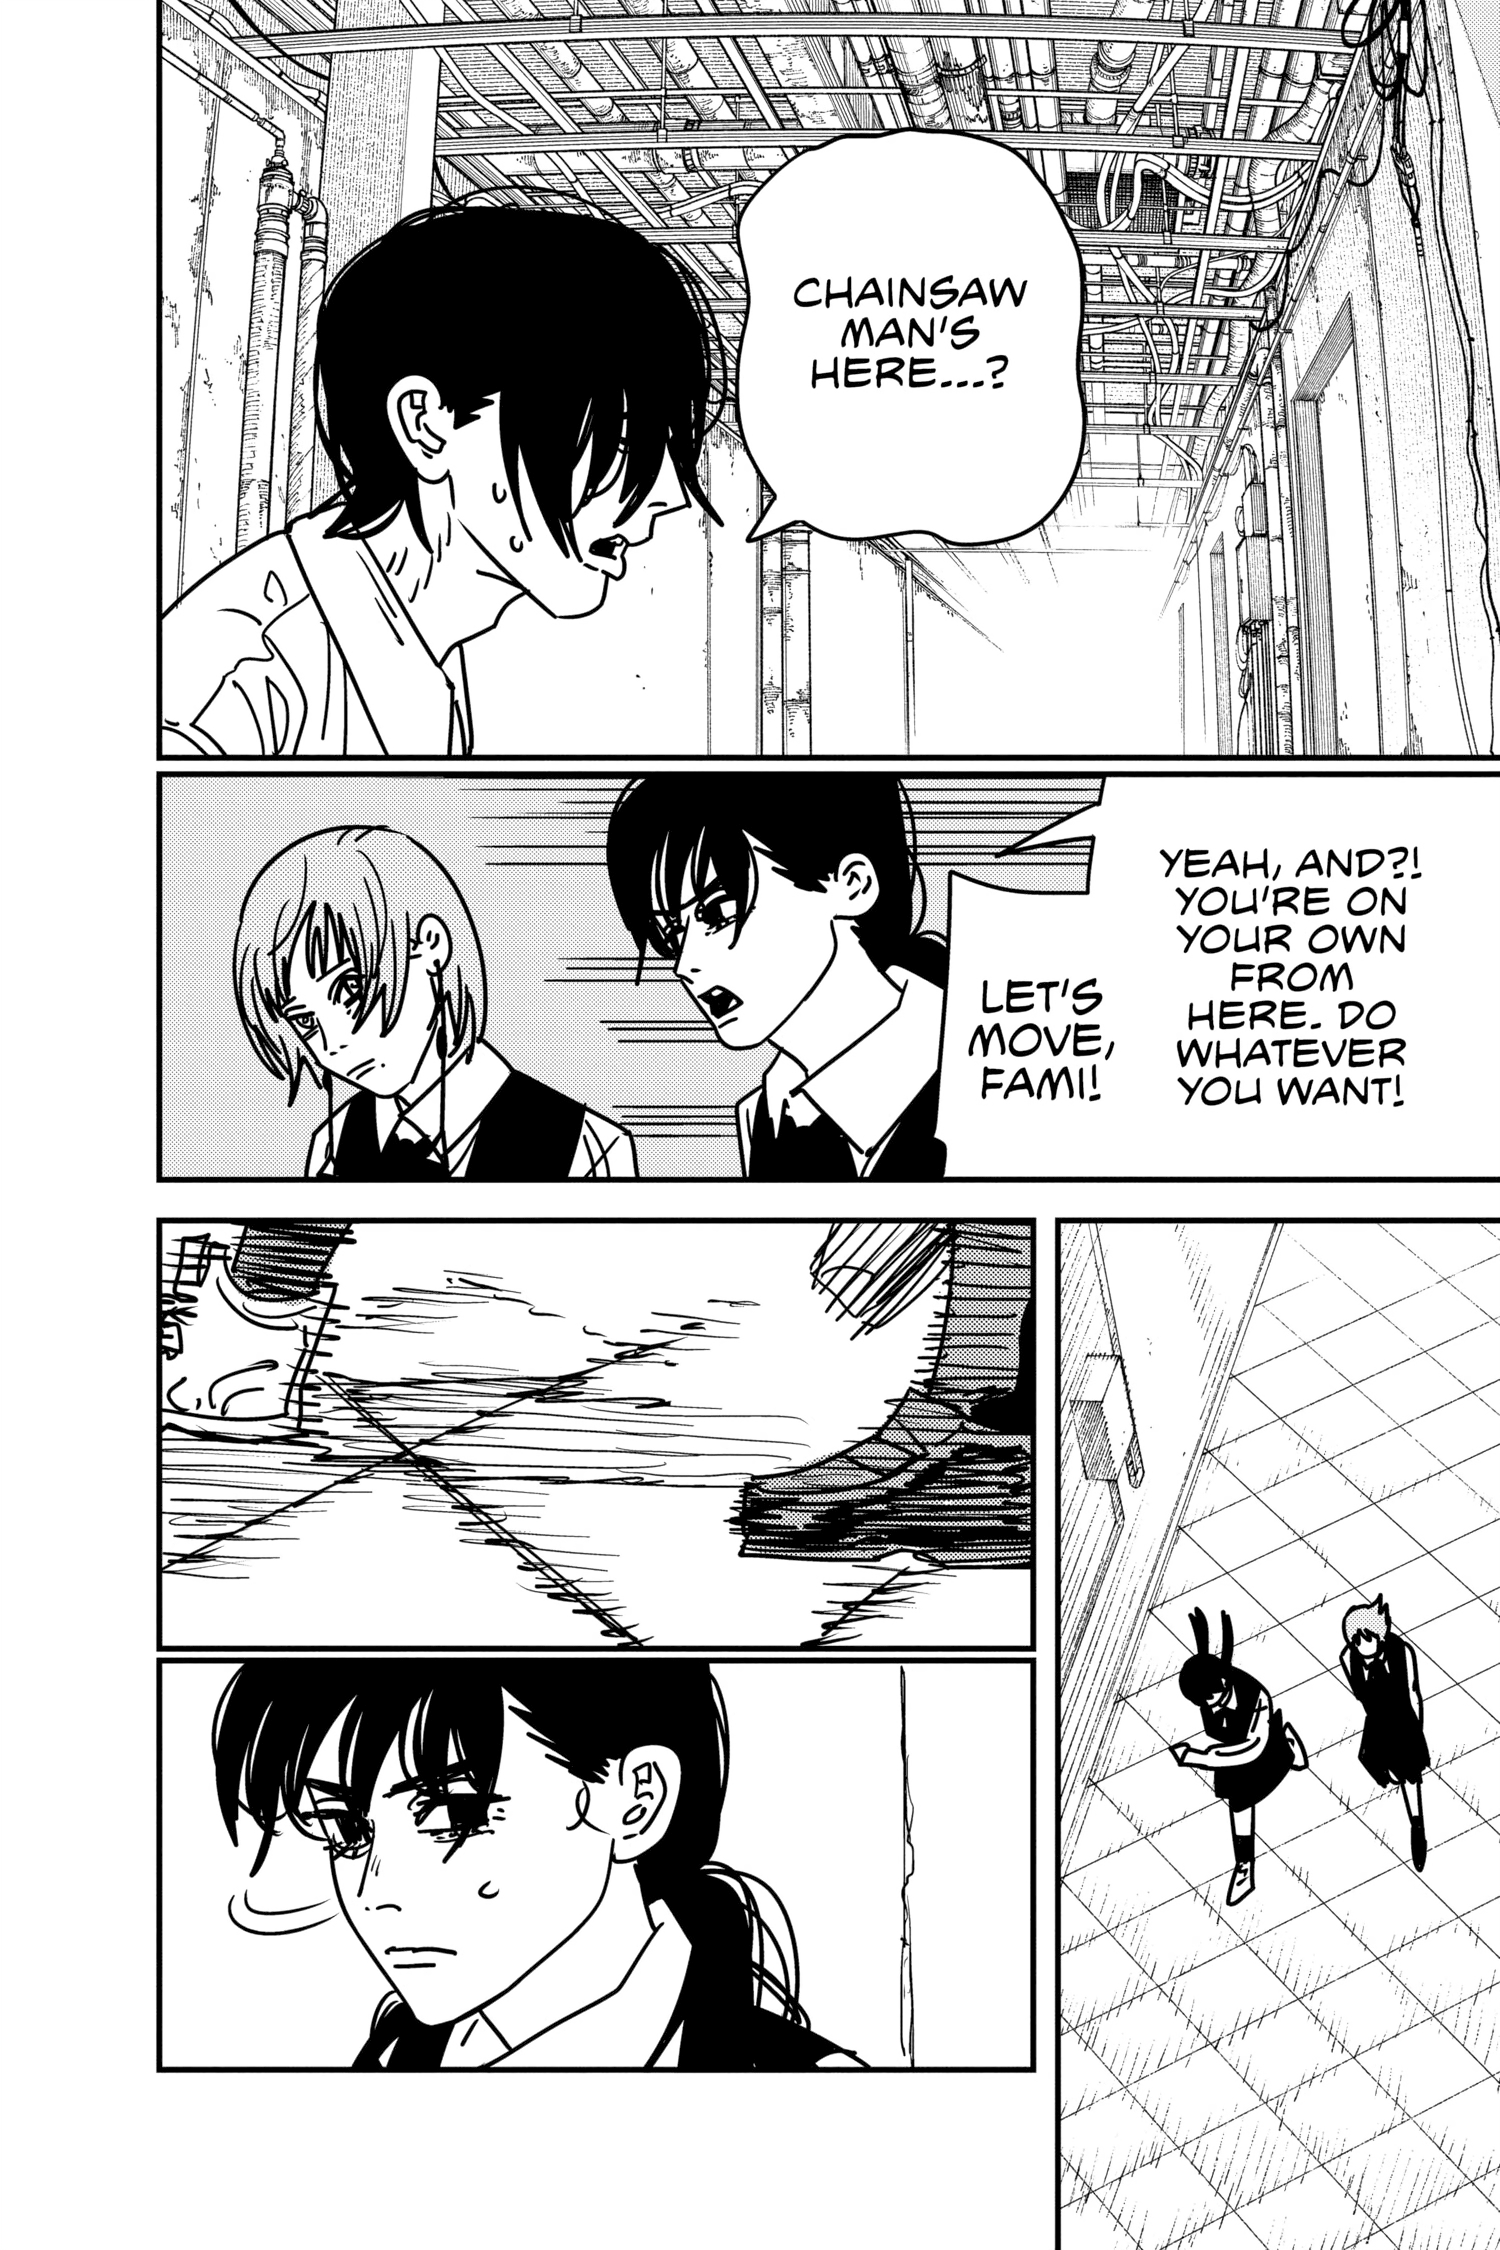 CHAINSAW
MAN'S
HERE...?
YEAH, AND?!
YOU'RE ON
YOUR OWN
FROM
HERE. DO
WHATEVER
YOU WANT!
LET'S
MOVE,
FAMI!